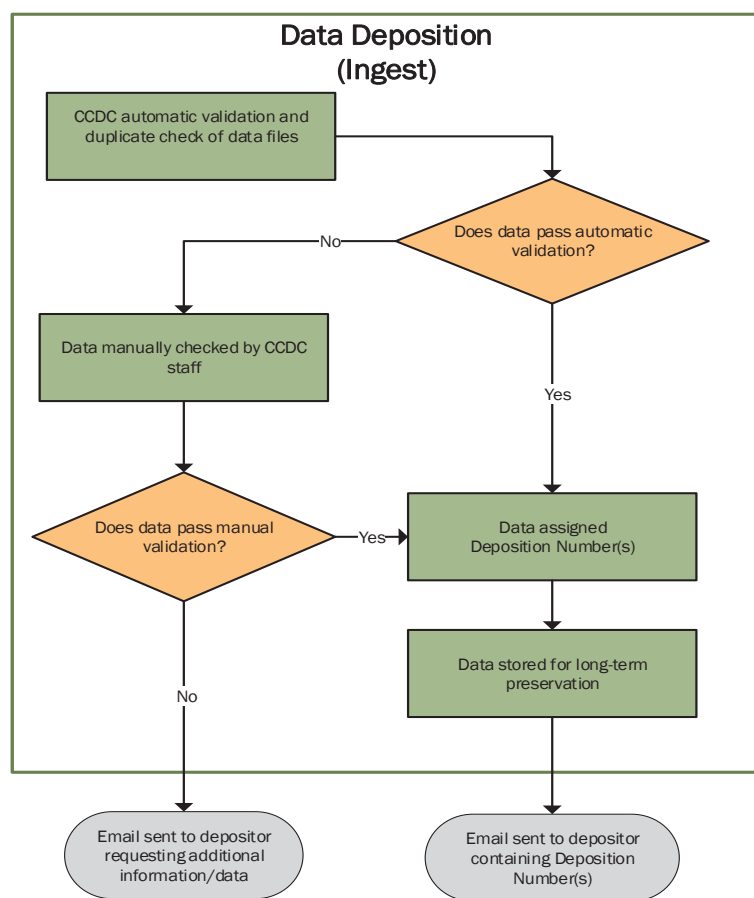 Data Deposition
(Ingest)
CCDC automatic validation and
duplicate check of data files
Does data pass automatic
validation?
No
Data manually checked by CCDC
staff
Yes
Does data pass manual
validation?
Yes
Data assigned
Deposition Number(s)
Data stored for long-term
preservation
No
Email sent to depositor
requesting additional
information/data
Email sent to depositor
containing Deposition
Number(s)